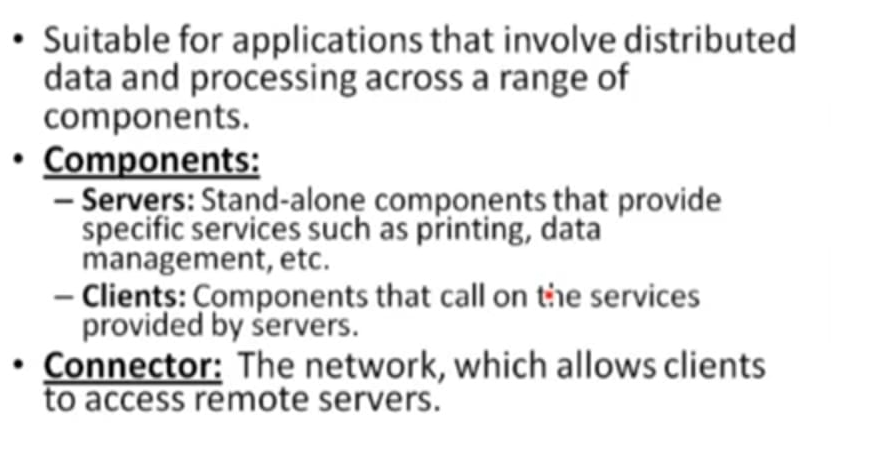 • Suitable for applications that involve distributed
data and processing across a range of
components.
• Components:
– Servers: Stand-alone components that provide
specific services such as printing, data
management, etc.
– Clients: Components that call on the services
provided by servers.
• Connector: The network, which allows clients
to access remote servers.